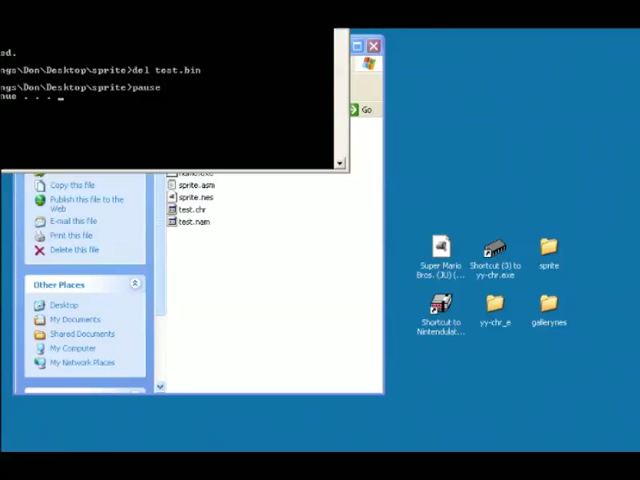 ed.
ngs\Don\Desktop\sprite>del test.bin
ngs\Don\Desktop\sprite>pause
nue . . . _
Go
Copy this file
Publish this file to the
Web
E-mail this file
Print this file
Delete this file
sprite.asm
sprite.nes
test.chr
test.nam
Other Places
Desktop
My Documents
Shared Documents
My Computer
My Network Places
Super Mario
Bros. (JU) (...
Shortcut (3) to
yy-chr.exe
sprite
Shortcut to
Nintendulat...
yy-chr_e
gallerynes